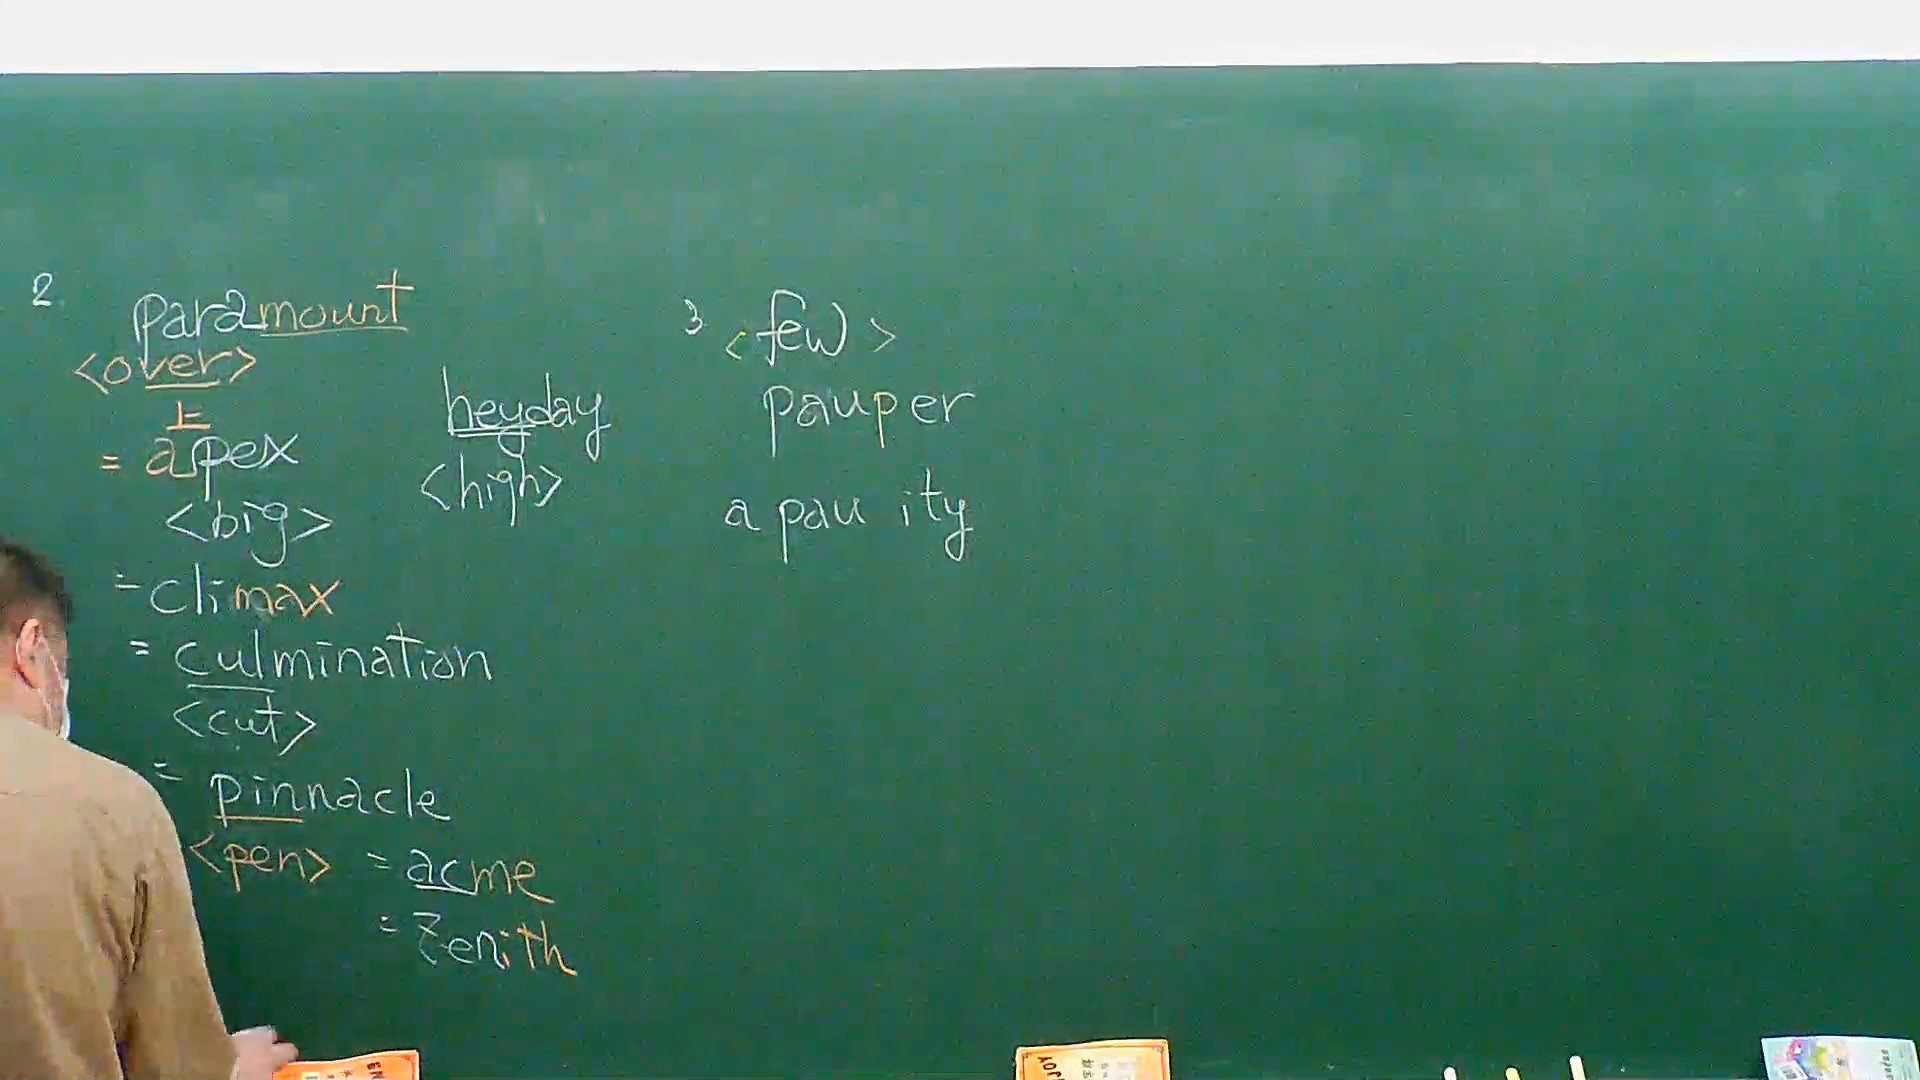 2.
paramount
<over>
上
= apex
<big>
= climax
= culmination
<cut>
= pinnacle
<pen>
= acme
= zenith
heyday
<high>
3 <few>
pauper
a pau ity